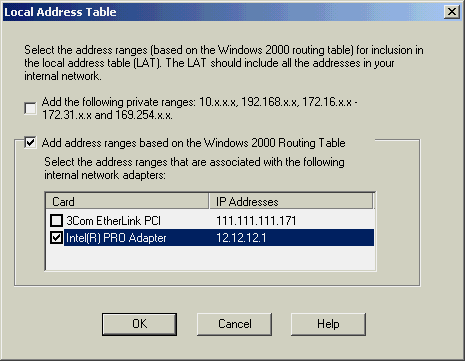 Local Address Table
Select the address ranges (based on the Windows 2000 routing table) for inclusion in
the local address table (LAT). The LAT should include all the addresses in your
internal network.
Add the following private ranges: 10.x.x.x, 192.168.x.x, 172.16.x.x -
172.31.x.x and 169.254.x.x.
Add address ranges based on the Windows 2000 Routing Table
Select the address ranges that are associated with the following
internal network adapters:
Card IP Addresses
3Com EtherLink PCI 111.111.111.171
Intel(R) PRO Adapter 12.12.12.1
OK Cancel Help